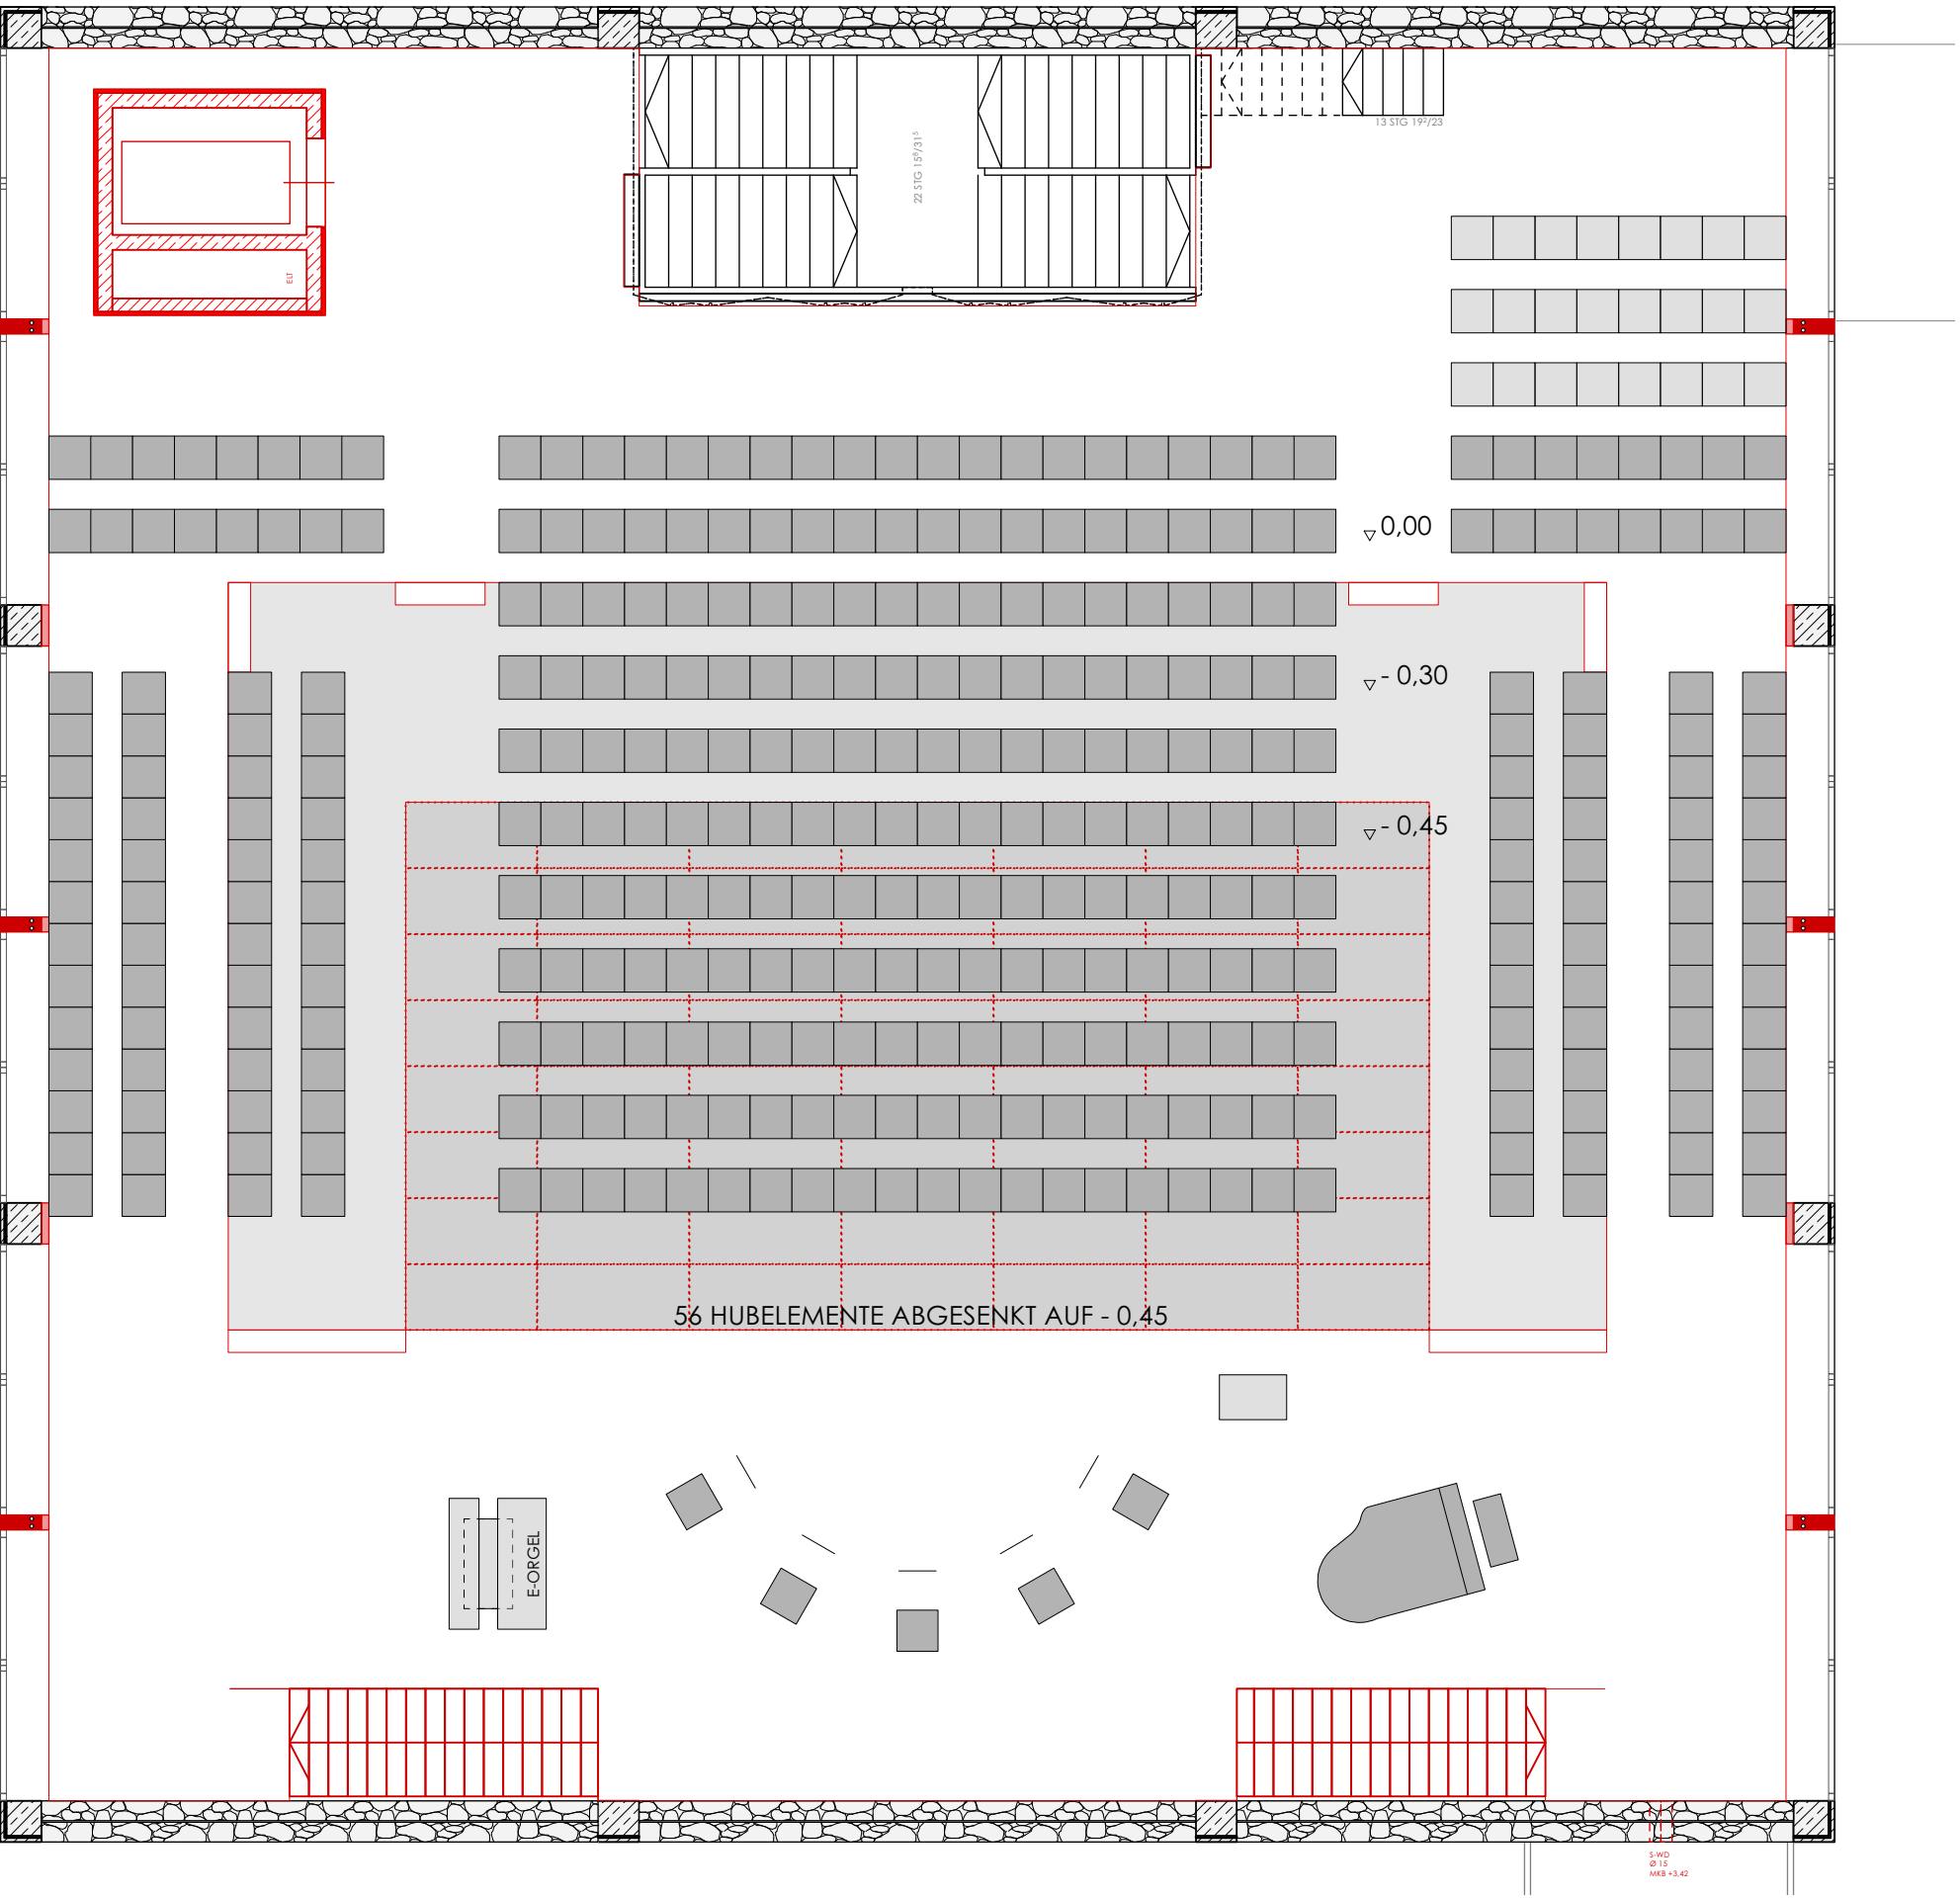 13 STG 19²/23
22 STG 15⁸/31⁵
ELT
0,00
- 0,30
- 0,45
56 HUBELEMENTE ABGESENKT AUF - 0,45
E-ORGEL
S-WD
Ø 15
MKB +3,42